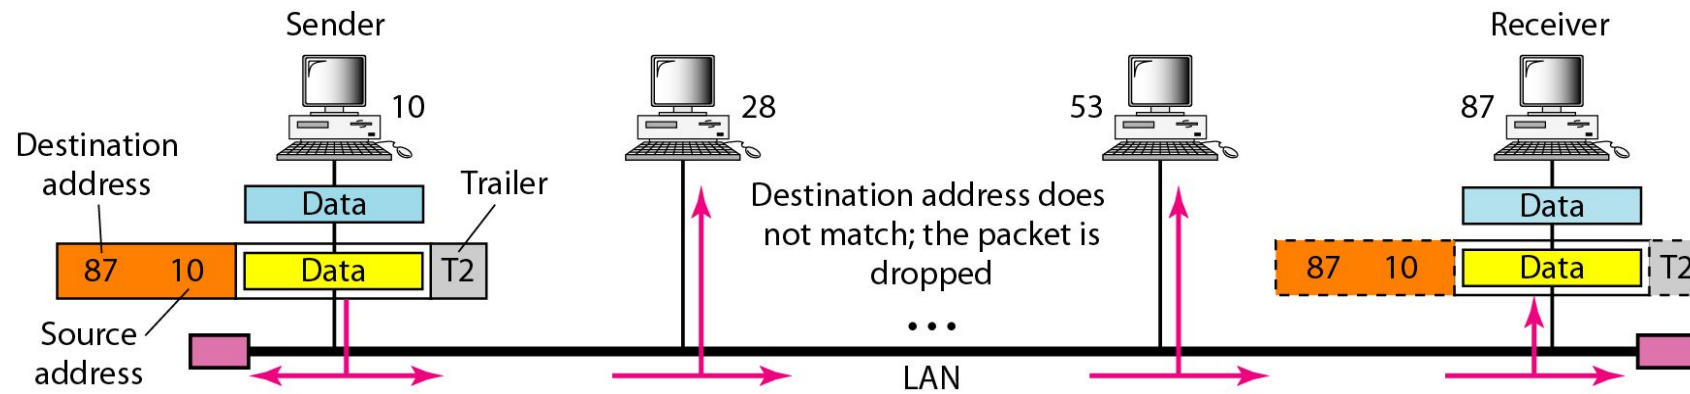 Sender
Receiver
10
28
53
87
Destination
address
Trailer
Data
Destination address does
not match; the packet is
dropped
Data
87 10 Data T2
87 10 Data T2
Source
address
...
LAN